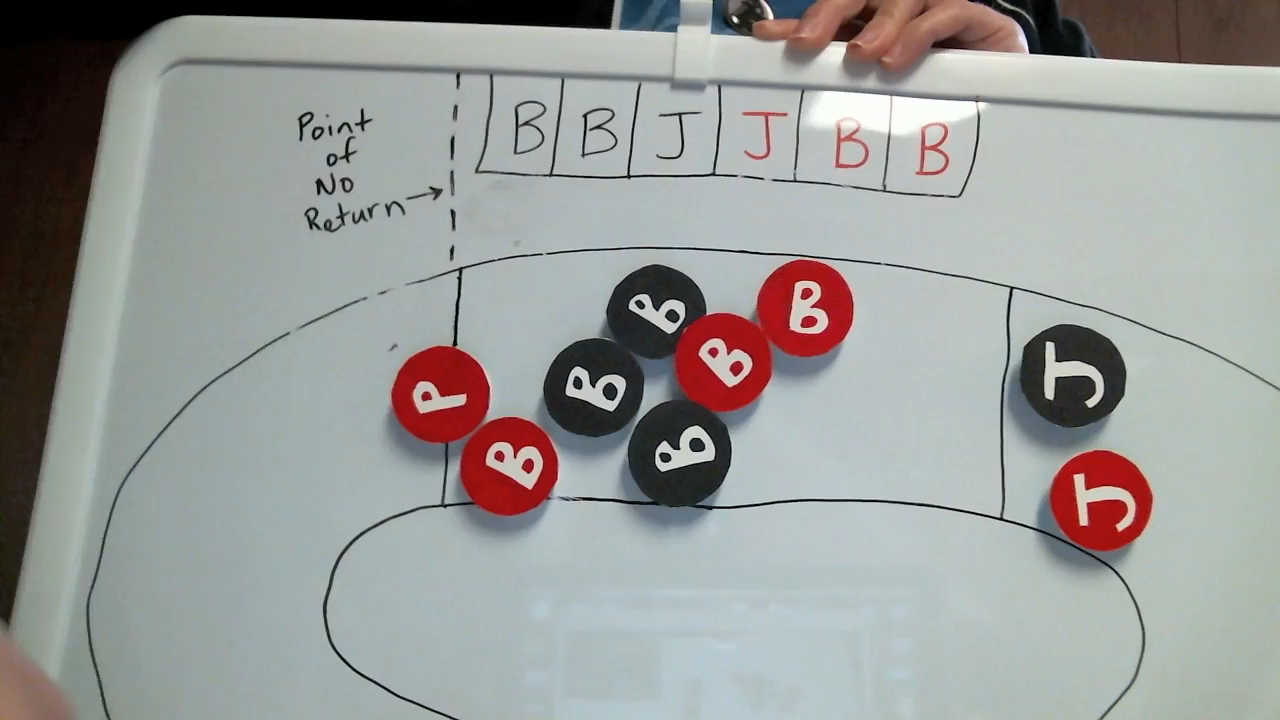 Point
of
No
Return →
B B J J B B
B B
P B B
B
B
J
J